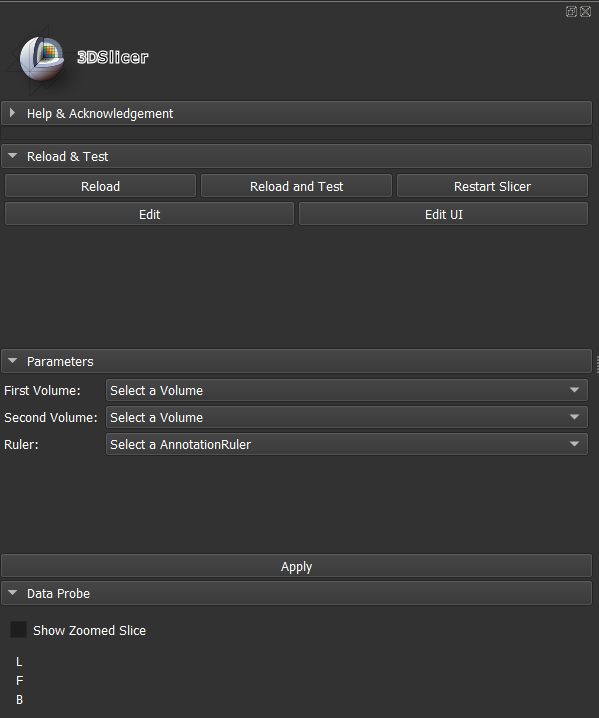 3DSlicer
Help & Acknowledgement
Reload & Test
Reload Reload and Test Restart Slicer
Edit Edit UI
Parameters
First Volume: Select a Volume
Second Volume: Select a Volume
Ruler: Select a AnnotationRuler
Apply
Data Probe
Show Zoomed Slice
L
F
B